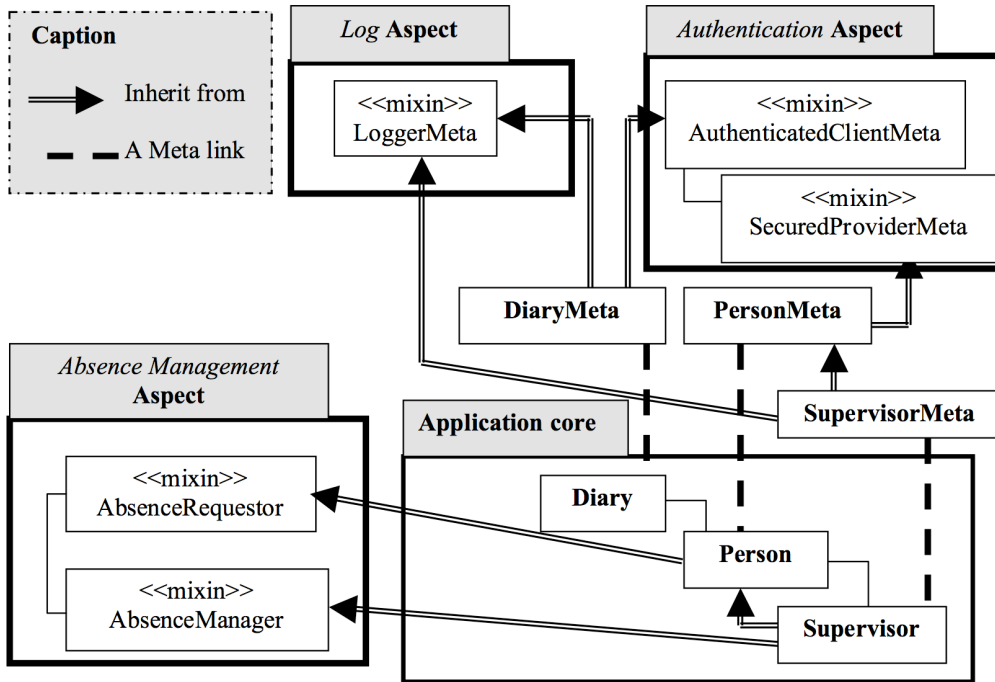 Caption
Inherit from
A Meta link
Log Aspect
<<mixin>>
LoggerMeta
Authentication Aspect
<<mixin>>
AuthenticatedClientMeta
<<mixin>>
SecuredProviderMeta
DiaryMeta
PersonMeta
SupervisorMeta
Absence Management
Aspect
<<mixin>>
AbsenceRequestor
<<mixin>>
AbsenceManager
Application core
Diary
Person
Supervisor